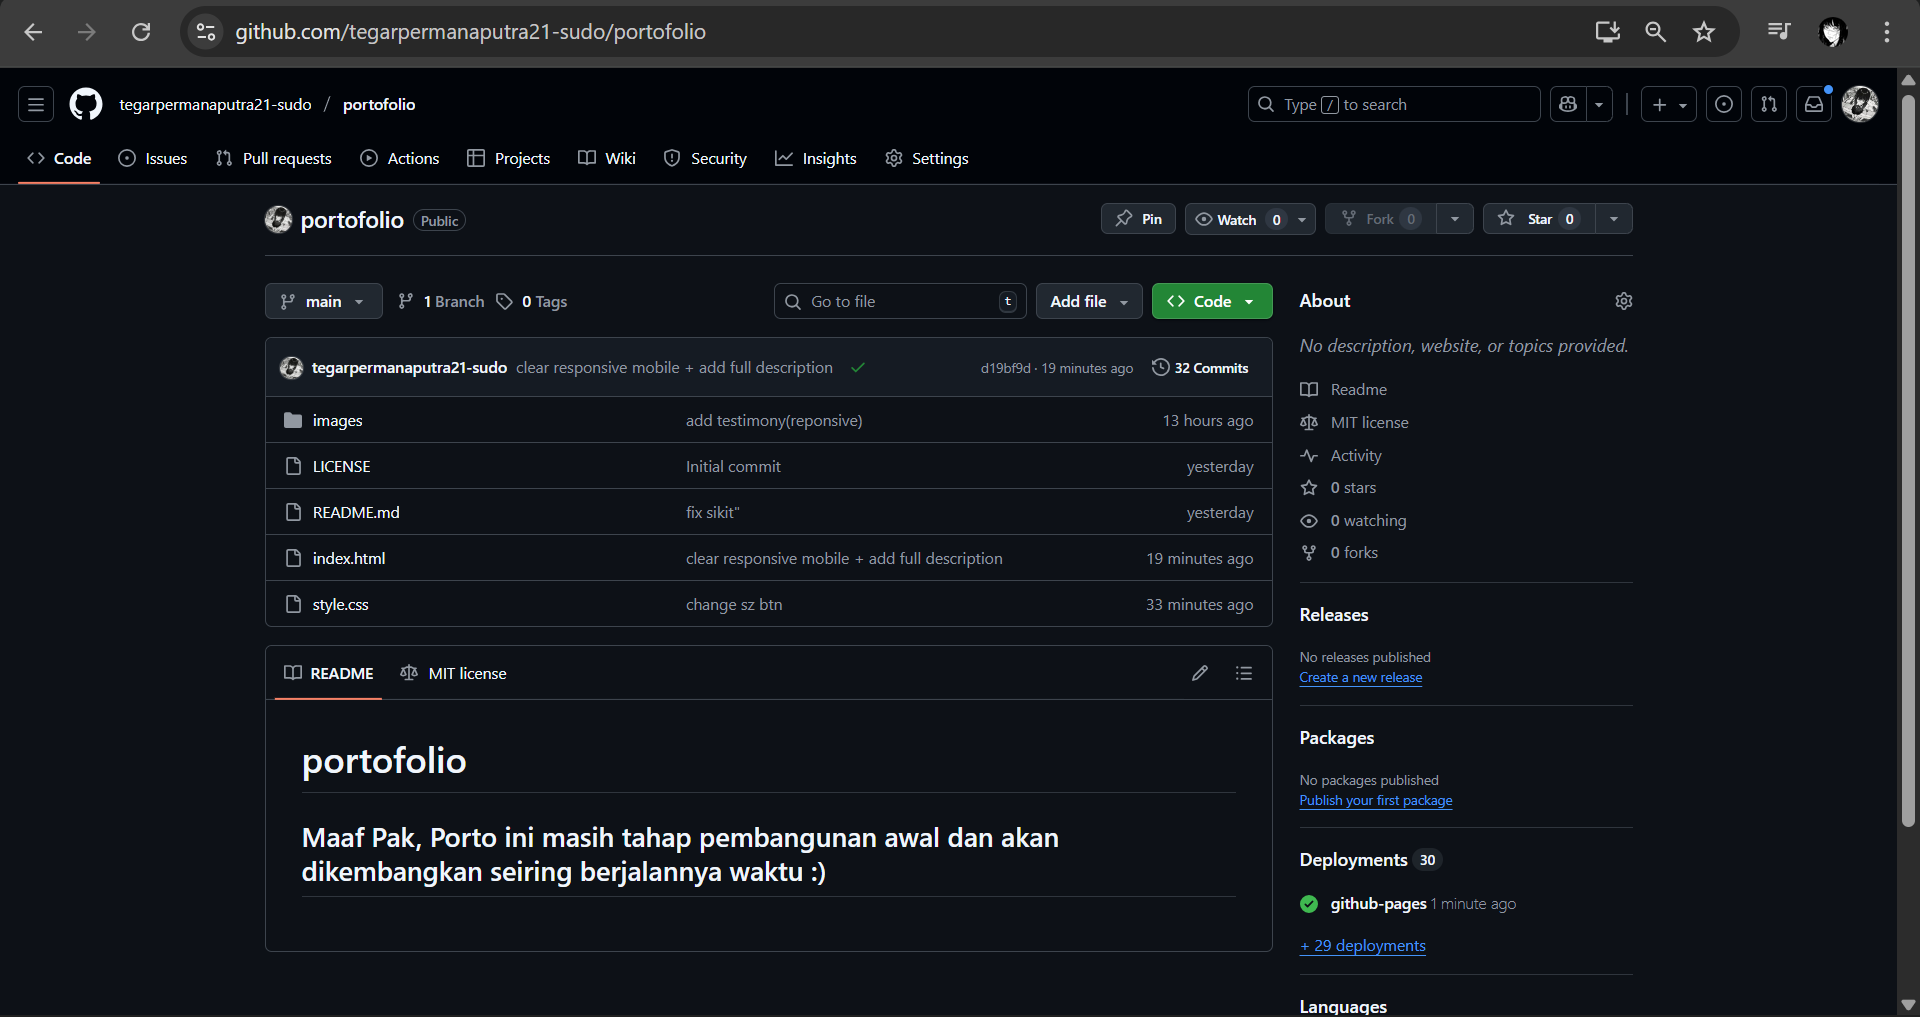 github.com/tegarpermanaputra21-sudo/portofolio
tegarpermanaputra21-sudo / portofolio
Type / to search
Code Issues Pull requests Actions Projects Wiki Security Insights Settings
portofolio Public
Pin Watch 0 Fork 0 Star 0
main 1 Branch 0 Tags
Go to file t Add file Code
tegarpermanaputra21-sudo clear responsive mobile + add full description d19bf9d · 19 minutes ago 32 Commits
images add testimony(reponsive) 13 hours ago
LICENSE Initial commit yesterday
README.md fix sikit" yesterday
index.html clear responsive mobile + add full description 19 minutes ago
style.css change sz btn 33 minutes ago
README MIT license
portofolio
Maaf Pak, Porto ini masih tahap pembangunan awal dan akan
dikembangkan seiring berjalannya waktu :)
About
No description, website, or topics provided.
Readme
MIT license
Activity
0 stars
0 watching
0 forks
Releases
No releases published
Create a new release
Packages
No packages published
Publish your first package
Deployments 30
github-pages 1 minute ago
+ 29 deployments
Languages